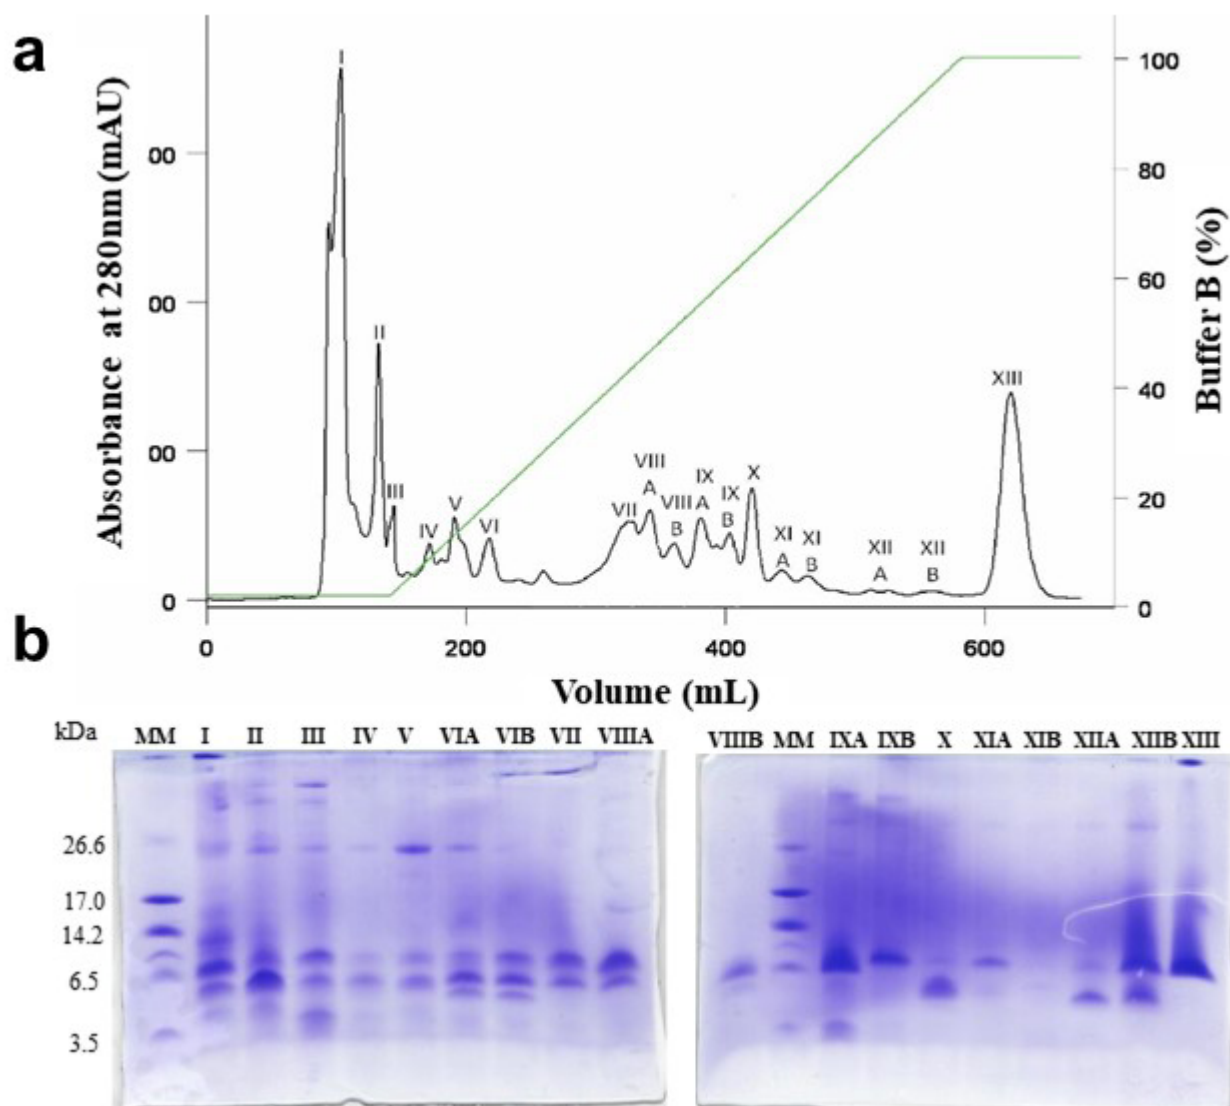 a
Absorbance at 280nm (mAU)
00
00
00
0
I
II
III
IV
V
VI
VII
VIII
A
VIII
B
IX
A
IX
B
X
XI
A
XI
B
XII
A
XII
B
XIII
100
80
60
40
20
0
Buffer B (%)
0 200 400 600
Volume (mL)
b
kDa MM I II III IV V VIA VIB VII VIIIA
26.6
17.0
14.2
6.5
3.5
VIIIB MM IXA IXB X XIA XIB XIIA XIIB XIII